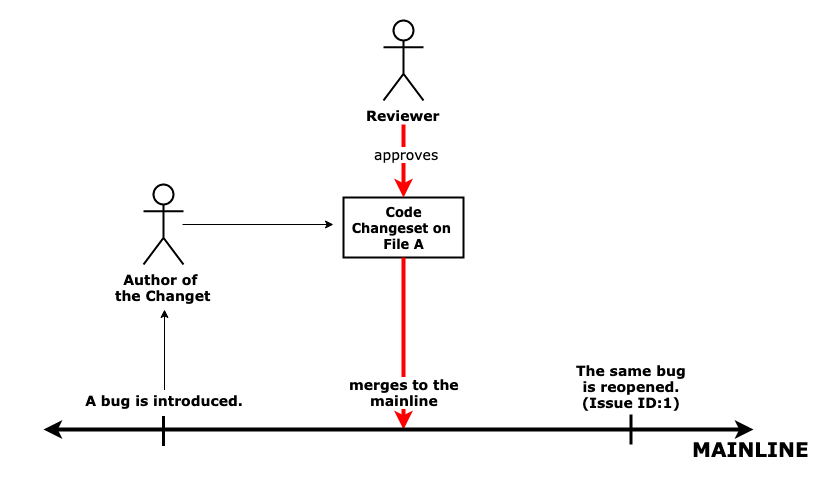 Reviewer
approves
Code
Changeset on
File A
Author of
the Changet
A bug is introduced.
merges to the
mainline
The same bug
is reopened.
(Issue ID:1)
MAINLINE